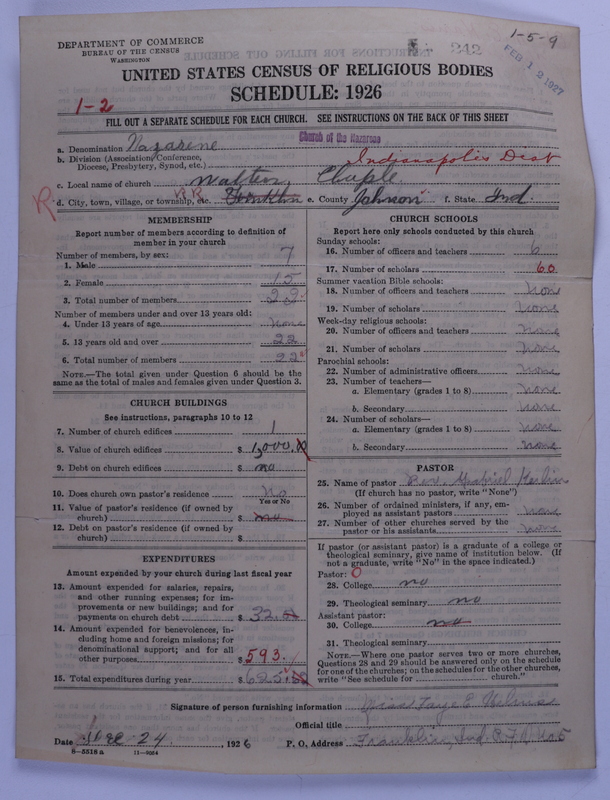 1-5-9
DEPARTMENT OF COMMERCE
BUREAU OF THE CENSUS
WASHINGTON
242
FEB 12 1927
UNITED STATES CENSUS OF RELIGIOUS BODIES
SCHEDULE: 1926
1-2
FILL OUT A SEPARATE SCHEDULE FOR EACH CHURCH. SEE INSTRUCTIONS ON THE BACK OF THIS SHEET
Church of the Nazarene
a. Denomination Nazarene
b. Division (Association, Conference, Diocese, Presbytery, Synod, etc.) Indianapolis Dist
c. Local name of church Walters Chaple
R d. City, town, village, or township, etc. R.R. Franklin e. County Johnson f. State Ind.
MEMBERSHIP
Report number of members according to definition of
member in your church
Number of members, by sex:
1. Male 7
2. Female 15
3. Total number of members 22
Number of members under and over 13 years old:
4. Under 13 years of age none
5. 13 years old and over 22
6. Total number of members 22
NOTE.—The total given under Question 6 should be
same as the total of males and females given under Question 3.
CHURCH BUILDINGS
See instructions, paragraphs 10 to 12
7. Number of church edifices 1
8. Value of church edifices $ 1,000.
9. Debt on church edifices $ no
10. Does church own pastor's residence No
Yes or No
11. Value of pastor's residence (if owned by
church) $ no
12. Debt on pastor's residence (if owned by
church) $
EXPENDITURES
Amount expended by your church during last fiscal year
13. Amount expended for salaries, repairs,
and other running expenses; for im-
provements or new buildings; and for
payments on church debt $ 32.
14. Amount expended for benevolences, in-
cluding home and foreign missions; for
denominational support; and for all
other purposes $ 593.
15. Total expenditures during year $ 625.
CHURCH SCHOOLS
Report here only schools conducted by this church
Sunday schools:
16. Number of officers and teachers 6
17. Number of scholars 60
Summer vacation Bible schools:
18. Number of officers and teachers none
19. Number of scholars none
Week-day religious schools:
20. Number of officers and teachers none
21. Number of scholars none
Parochial schools:
22. Number of administrative officers none
23. Number of teachers—
a. Elementary (grades 1 to 8) none
b. Secondary none
24. Number of scholars—
a. Elementary (grades 1 to 8) none
b. Secondary none
PASTOR
25. Name of pastor Rev. Gabriel
(If church has no pastor, write "None")
26. Number of ordained ministers, if any, em-
ployed as assistant pastors none
27. Number of other churches served by the
pastor or his assistants none
If pastor (or assistant pastor) is a graduate of a college or
theological seminary, give name of institution below. (If
not a graduate, write "No" in the space indicated.)
Pastor: O
28. College no
29. Theological seminary no
Assistant pastor:
30. College no
31. Theological seminary
NOTE.—Where one pastor serves two or more churches,
Questions 28 and 29 should be answered only on the schedule
for one of the churches; on the schedules for the other churches,
write "See schedule for church."
Signature of person furnishing information Faye E
Official title
Date Dec 24, 1926 P. O. Address Franklin, Ind. No 5
8-5518 a 11-9034